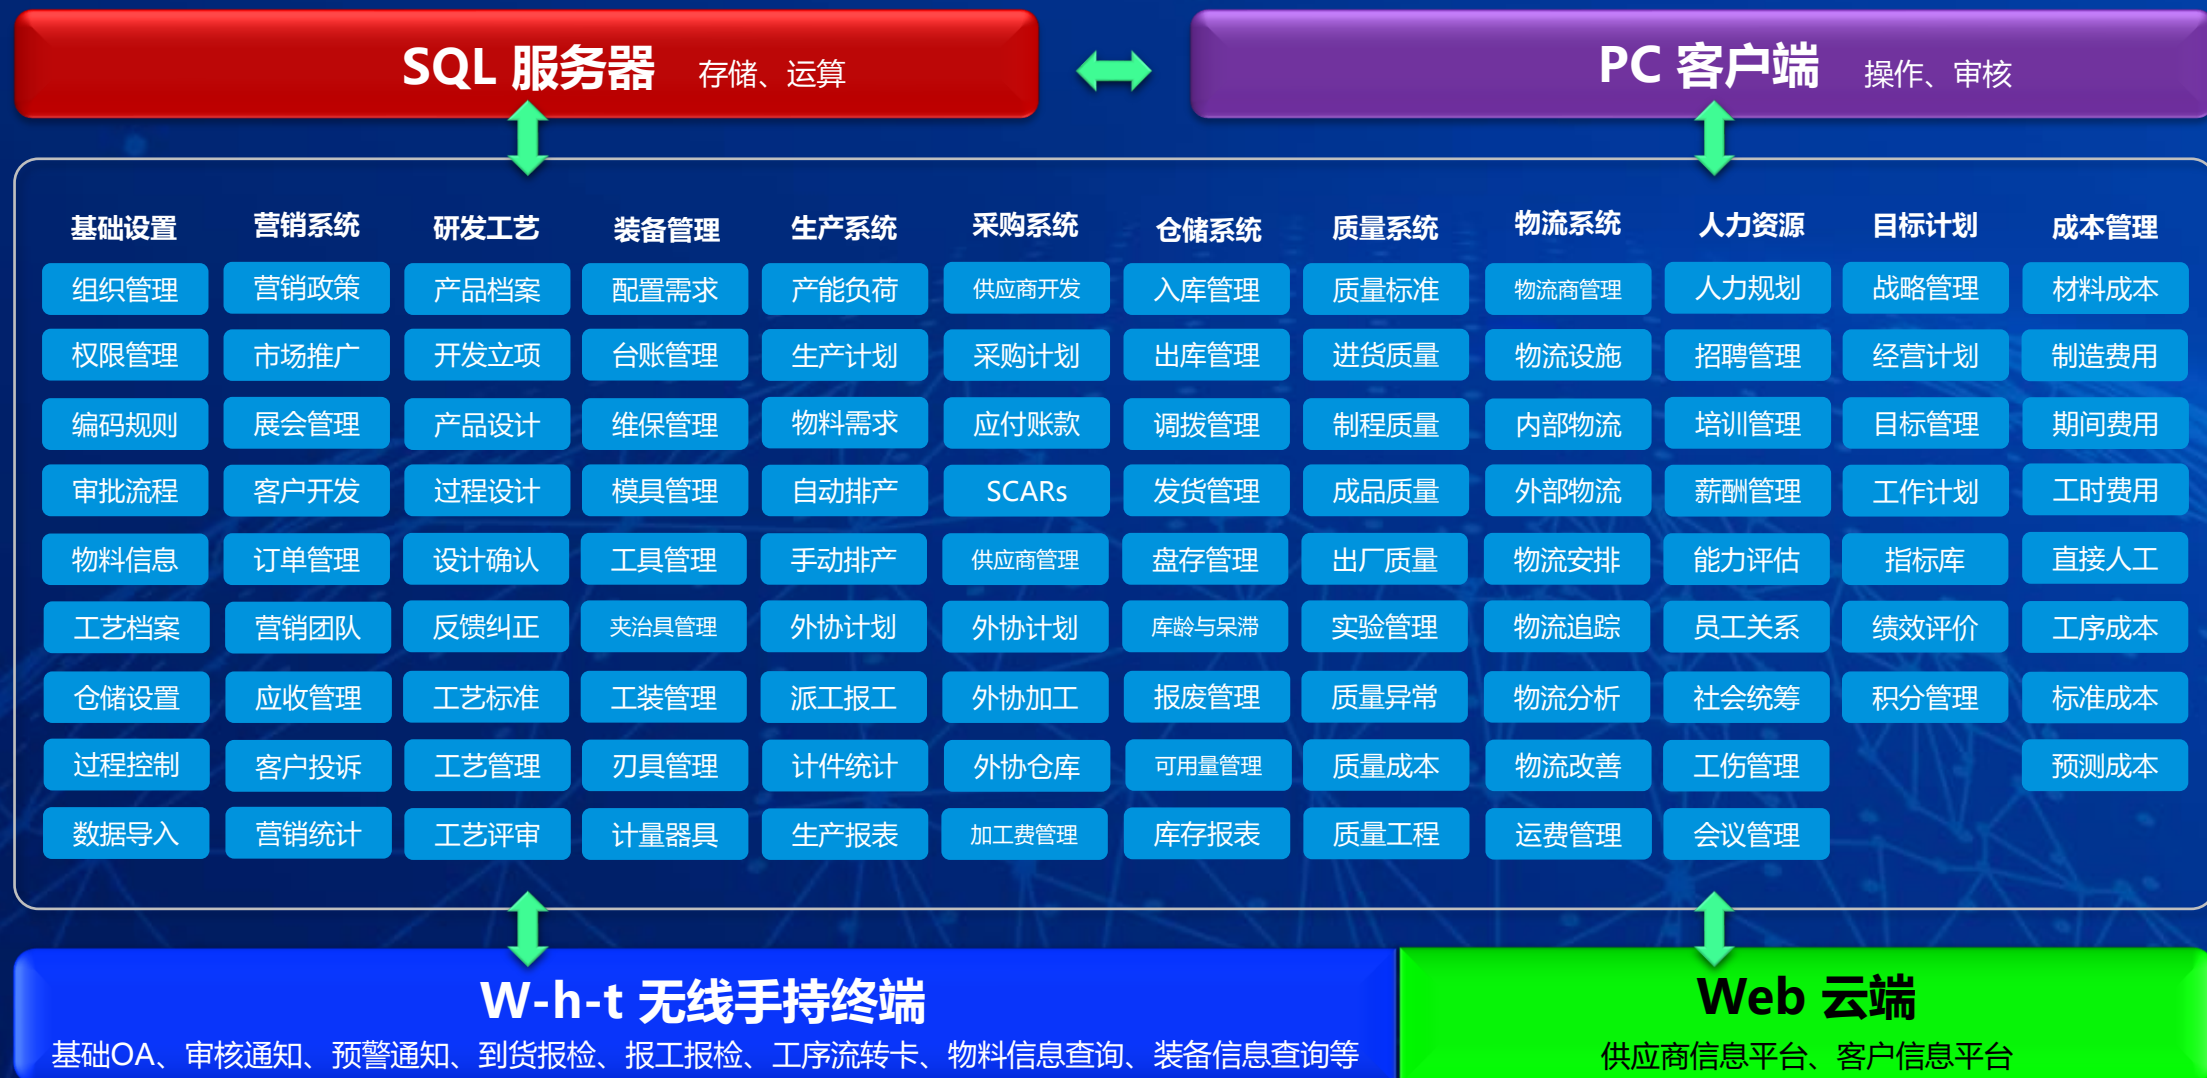 SQL 服务器 存储、运算
PC 客户端 操作、审核
基础设置 营销系统 研发工艺 装备管理 生产系统 采购系统 仓储系统 质量系统 物流系统 人力资源 目标计划 成本管理
组织管理 营销政策 产品档案 配置需求 产能负荷 供应商开发 入库管理 质量标准 物流商管理 人力规划 战略管理 材料成本
权限管理 市场推广 开发立项 台账管理 生产计划 采购计划 出库管理 进货质量 物流设施 招聘管理 经营计划 制造费用
编码规则 展会管理 产品设计 维保管理 物料需求 应付账款 调拨管理 制程质量 内部物流 培训管理 目标管理 期间费用
审批流程 客户开发 过程设计 模具管理 自动排产 SCARs 发货管理 成品质量 外部物流 薪酬管理 工作计划 工时费用
物料信息 订单管理 设计确认 工具管理 手动排产 供应商管理 盘存管理 出厂质量 物流安排 能力评估 指标库 直接人工
工艺档案 营销团队 反馈纠正 夹治具管理 外协计划 外协计划 库龄与呆滞 实验管理 物流追踪 员工关系 绩效评价 工序成本
仓储设置 应收管理 工艺标准 工装管理 派工报工 外协加工 报废管理 质量异常 物流分析 社会统筹 积分管理 标准成本
过程控制 客户投诉 工艺管理 刃具管理 计件统计 外协仓库 可用量管理 质量成本 物流改善 工伤管理 预测成本
数据导入 营销统计 工艺评审 计量器具 生产报表 加工费管理 库存报表 质量工程 运费管理 会议管理
W-h-t 无线手持终端
基础OA、审核通知、预警通知、到货报检、报工报检、工序流转卡、物料信息查询、装备信息查询等
Web 云端
供应商信息平台、客户信息平台